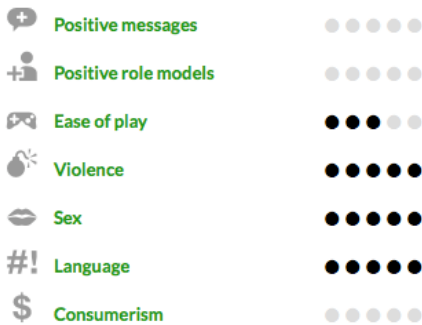 Positive messages
Positive role models
Ease of play
Violence
Sex
#! Language
$ Consumerism